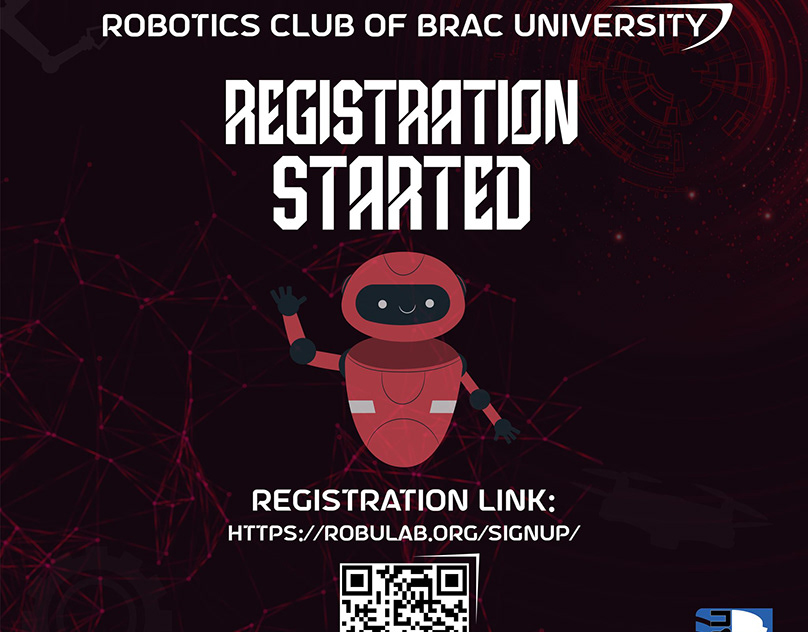 ROBOTICS CLUB OF BRAC UNIVERSITY
REGISTRATION
STARTED
REGISTRATION LINK:
HTTPS://ROBULAB.ORG/SIGNUP/